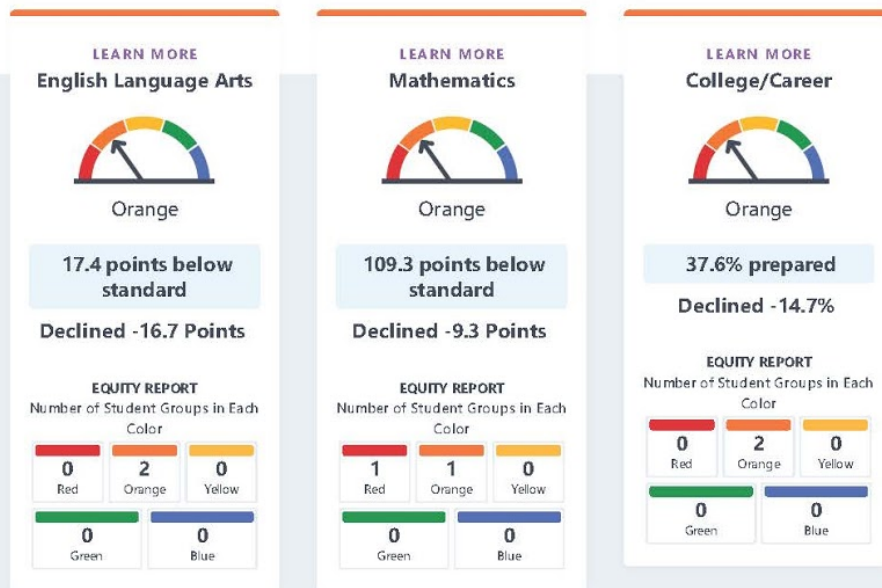 LEARN MORE
English Language Arts
Orange
17.4 points below
standard
Declined -16.7 Points
EQUITY REPORT
Number of Student Groups in Each
Color
0
Red
2
Orange
0
Yellow
0
Green
0
Blue
LEARN MORE
Mathematics
Orange
109.3 points below
standard
Declined -9.3 Points
EQUITY REPORT
Number of Student Groups in Each
Color
1
Red
1
Orange
0
Yellow
0
Green
0
Blue
LEARN MORE
College/Career
Orange
37.6% prepared
Declined -14.7%
EQUITY REPORT
Number of Student Groups in Each
Color
0
Red
2
Orange
0
Yellow
0
Green
0
Blue